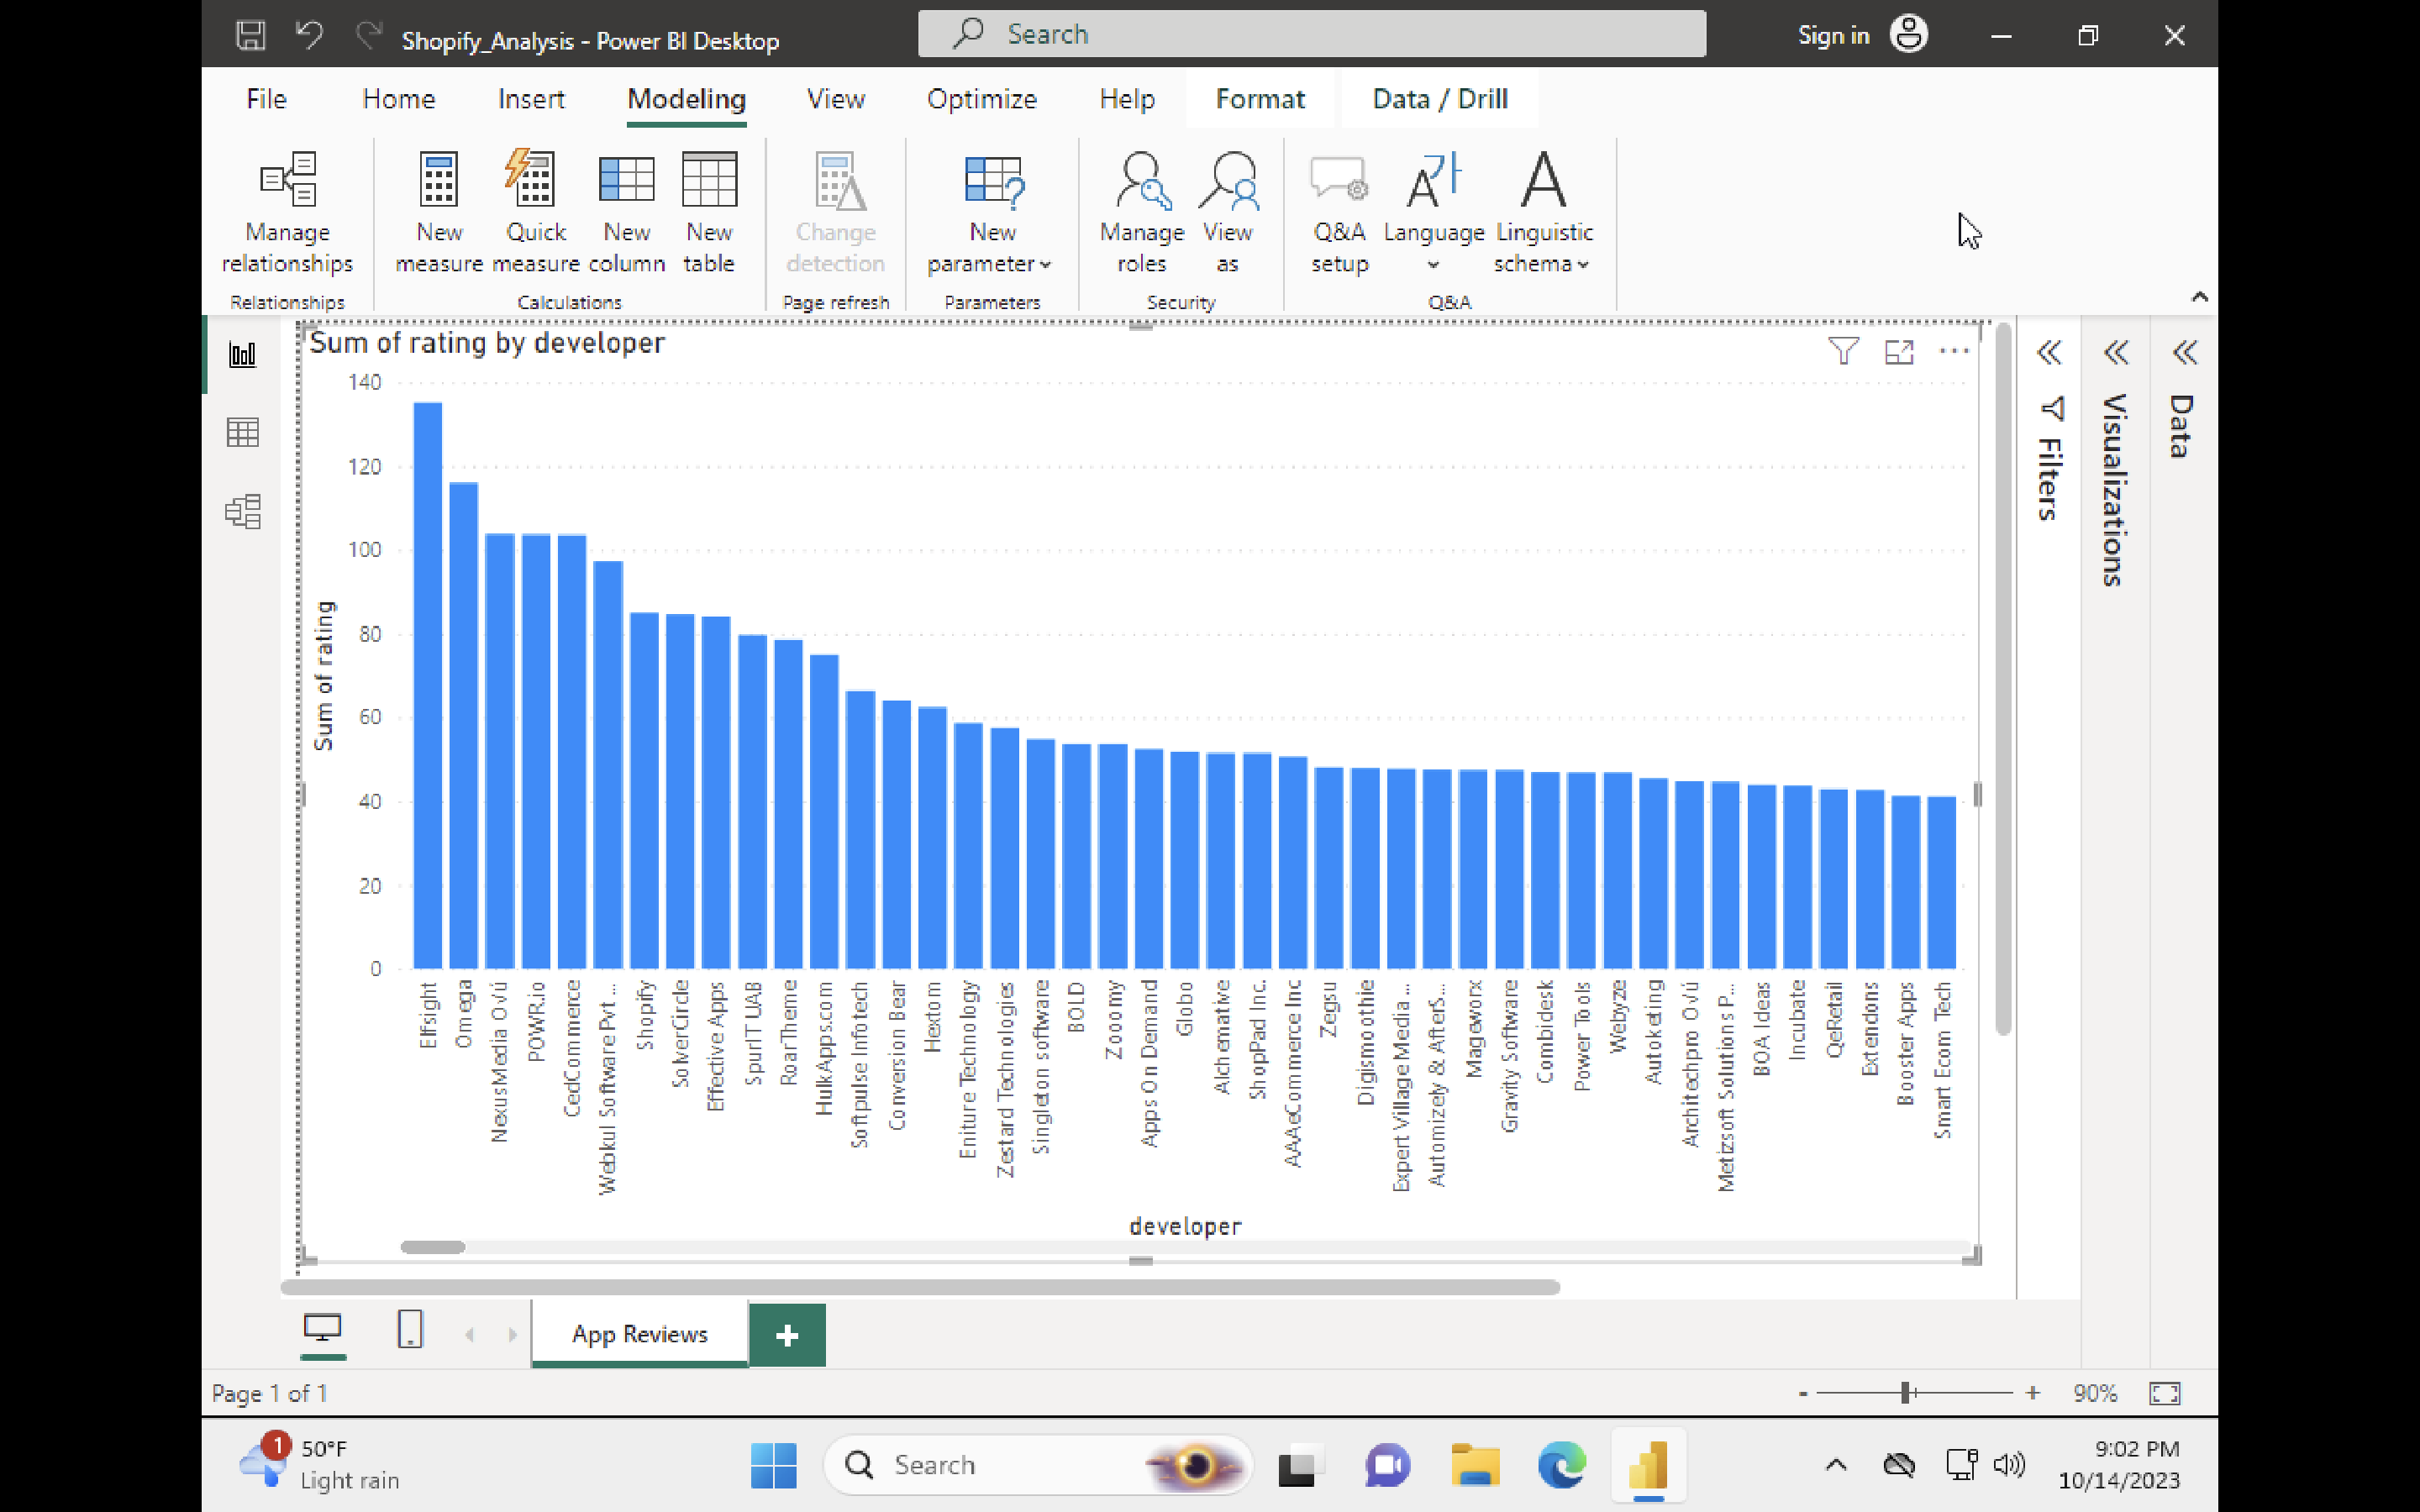 Shopify_Analysis - Power BI Desktop
Search
Sign in
File
Home
Insert
Modeling
View
Optimize
Help
Format
Data / Drill
Manage
relationships
New
measure
Quick
measure
New
column
New
table
Change
detection
New
parameter
Manage
roles
View
as
Q&A
setup
Language
Linguistic
schema
Relationships
Calculations
Page refresh
Parameters
Security
Q&A
Sum of rating by developer
140
120
100
80
60
40
20
0
Sum of rating
Elfsight
Omega
NexusMedia OÜ
POWR.io
CedCommerce
Webkul Software Pvt ...
Shopify
SolverCircle
Effective Apps
SpurIT UAB
RoarTheme
HulkApps.com
Softpulse Infotech
Conversion Bear
Hextom
Eniture Technology
Zestard Technologies
Singleton software
BOLD
Zooomy
Apps On Demand
Globo
Alchemative
ShopPad Inc.
AAAeCommerce Inc
Zegsu
Digismoothie
Expert Village Media ...
Automizely & AfterS...
Mageworx
Gravity Software
Combidesk
Power Tools
Webyze
Autoketing
Architechpro OÜ
Metizsoft Solutions P...
BOA Ideas
Incubate
QeRetail
Extendons
Booster Apps
Smart Ecom Tech
developer
Filters
Visualizations
Data
App Reviews
+
Page 1 of 1
- + 90%
1
50°F
Light rain
Search
9:02 PM
10/14/2023